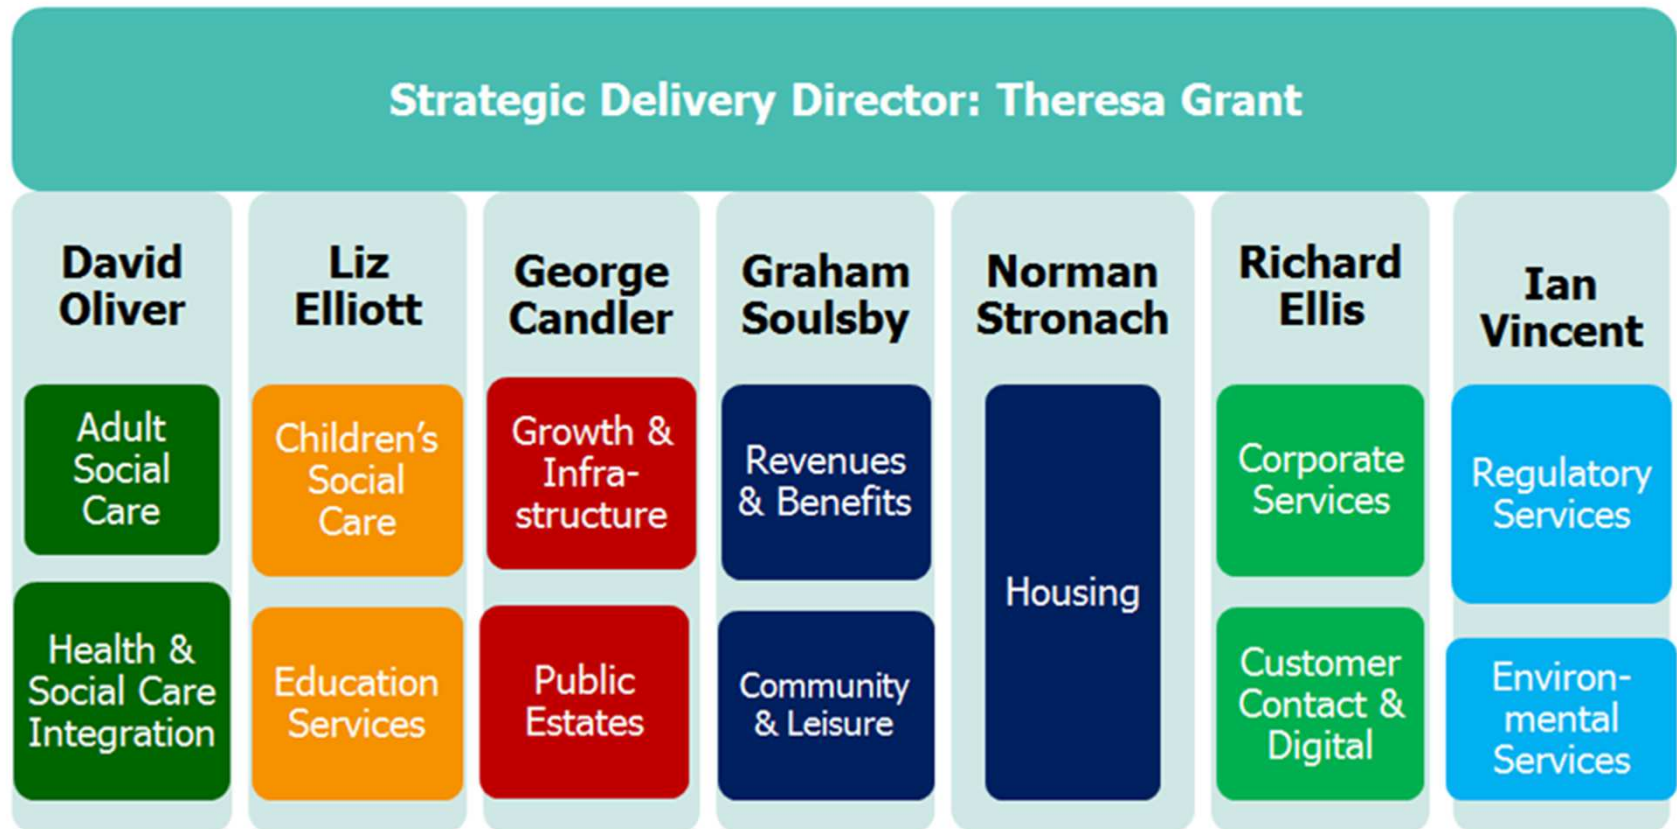 Strategic Delivery Director: Theresa Grant
David
Oliver
Adult
Social
Care
Health &
Social Care
Integration
Liz
Elliott
Children’s
Social
Care
Education
Services
George
Candler
Growth &
Infra-
structure
Public
Estates
Graham
Soulsby
Revenues
& Benefits
Community
& Leisure
Norman
Stronach
Housing
Richard
Ellis
Corporate
Services
Customer
Contact &
Digital
Ian
Vincent
Regulatory
Services
Environ-
mental
Services